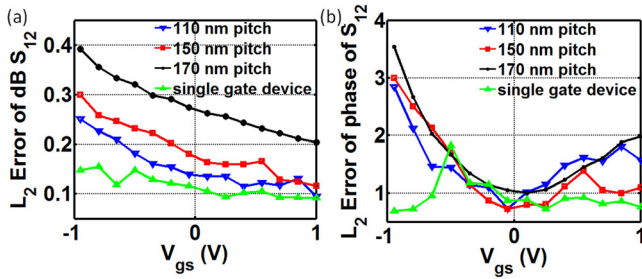 (a)
110 nm pitch
150 nm pitch
170 nm pitch
single gate device
L2 Error of dB S12
0.4
0.3
0.2
0.1
-1
0
1
Vgs (V)
(b)
110 nm pitch
150 nm pitch
170 nm pitch
single gate device
L2 Error of phase of S12
4
3
2
1
-1
0
1
Vgs (V)